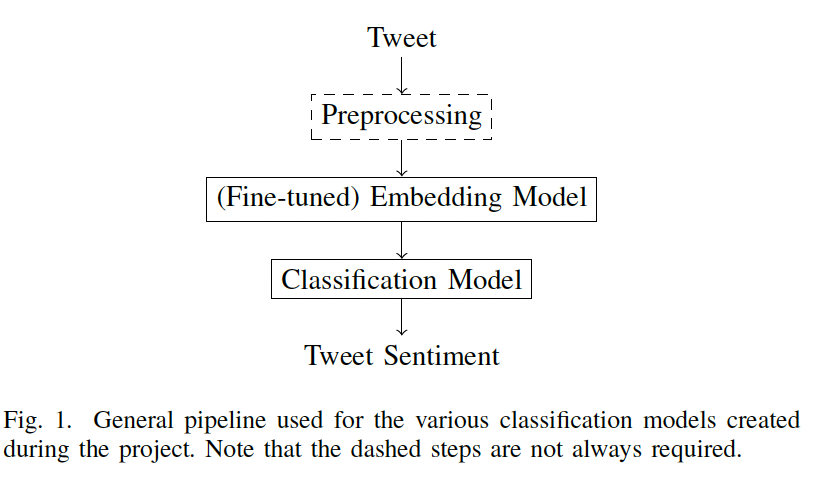 Tweet
Preprocessing
(Fine-tuned) Embedding Model
Classification Model
Tweet Sentiment
Fig. 1. General pipeline used for the various classification models created
during the project. Note that the dashed steps are not always required.